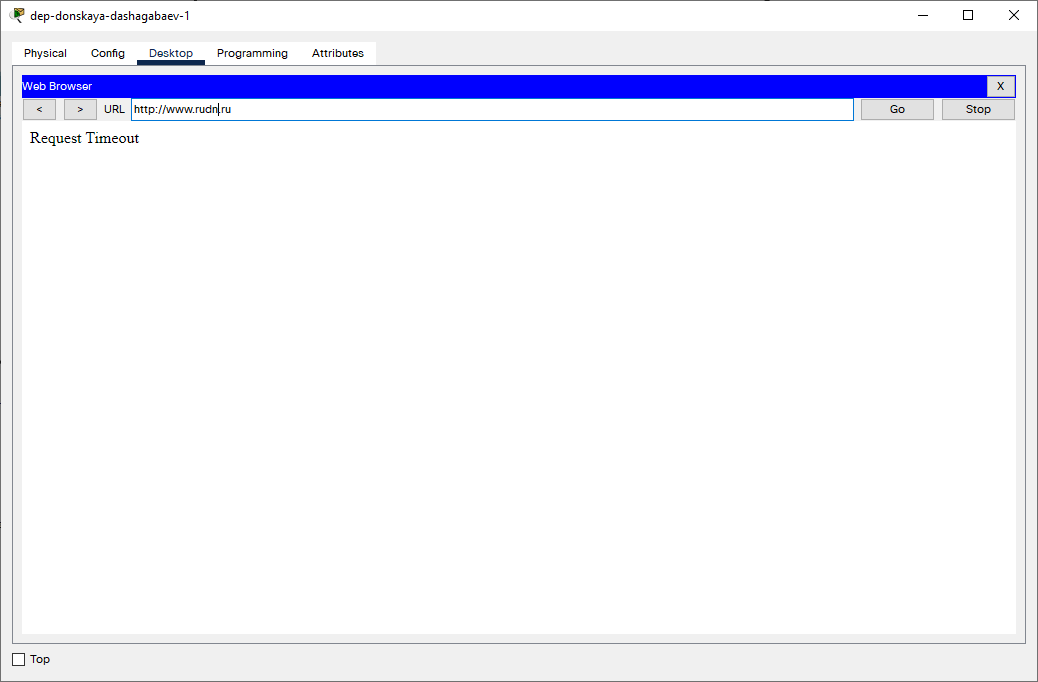 dep-donskaya-dashagabaev-1
Physical Config Desktop Programming Attributes
Web Browser X
< > URL http://www.rudn.ru Go Stop
Request Timeout
Top